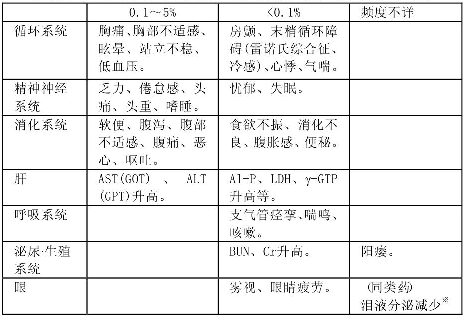 0.1～5% <0.1% 频度不详
循环系统 胸痛、胸部不适感、 房颤、末梢循环障
眩晕、站立不稳、 碍(雷诺氏综合征、
低血压。 冷感)、心悸、气喘。
精神神经 乏力、倦怠感、头 忧郁、失眠。
系统 痛、头重、嗜睡。
消化系统 软便、腹泻、腹部 食欲不振、消化不
不适感、腹痛、恶 良、腹胀感、便秘。
心、呕吐。
肝 AST(GOT) 、 ALT Al-P、LDH、γ-GTP
(GPT)升高。 升高等。
呼吸系统 支气管痉挛、喘鸣、
咳嗽。
泌尿·生殖 BUN、Cr升高。 阳痿。
系统
眼 雾视、眼睛疲劳。 (同类药)
泪液分泌减少※